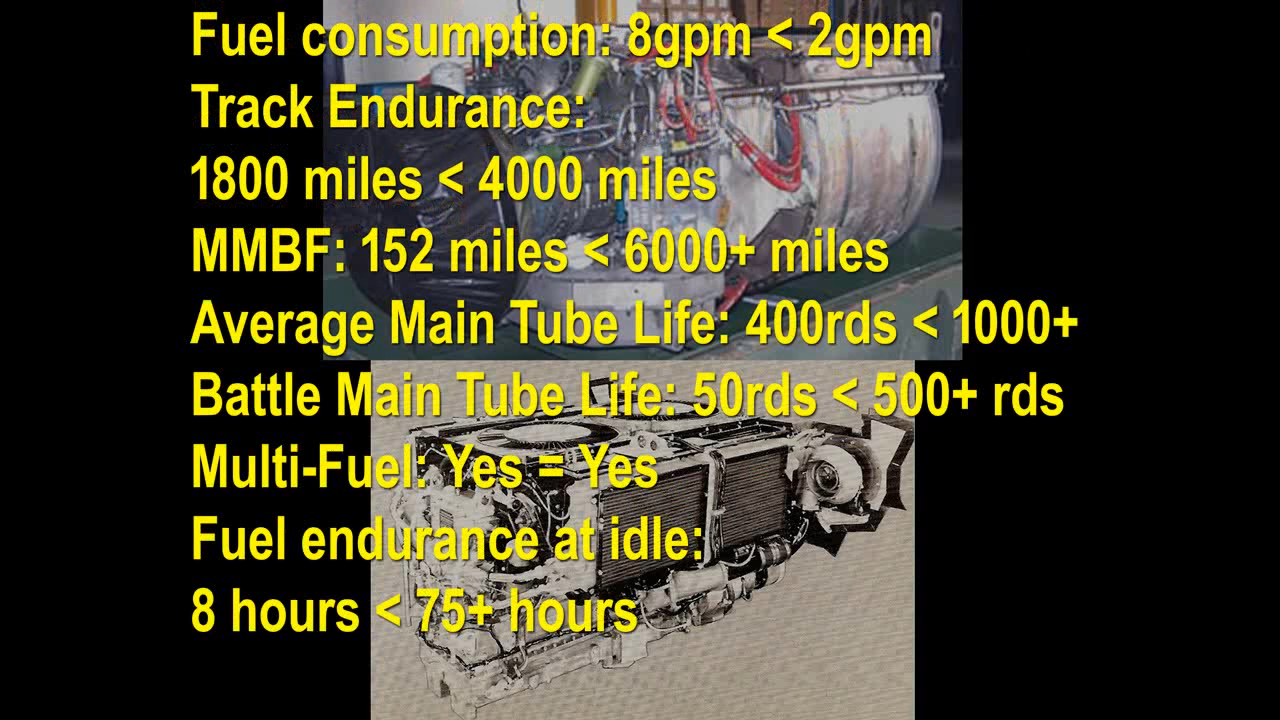 Fuel consumption: 8gpm < 2gpm
Track Endurance:
1800 miles < 4000 miles
MMBF: 152 miles < 6000+ miles
Average Main Tube Life: 400rds < 1000+
Battle Main Tube Life: 50rds < 500+ rds
Multi-Fuel: Yes = Yes
Fuel endurance at idle:
8 hours < 75+ hours